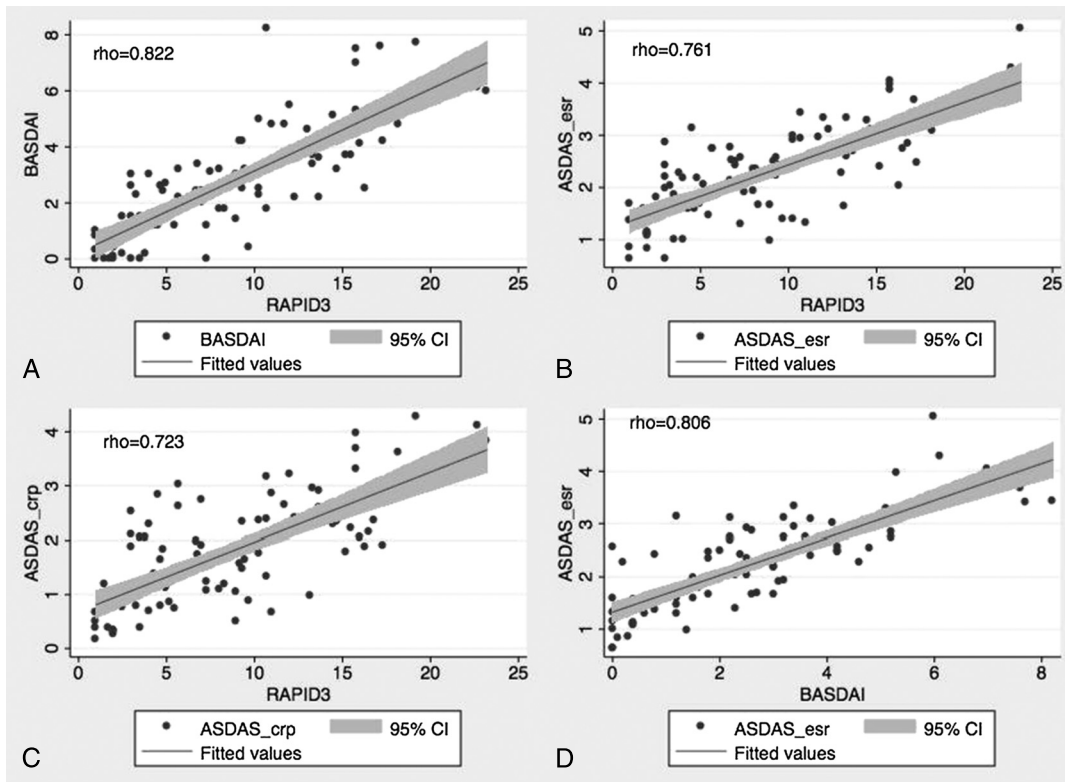 rho=0.822
8
6
4
2
0
BASDAI
0 5 10 15 20 25
RAPID3
BASDAI 95% CI
Fitted values
A
rho=0.761
5
4
3
2
1
ASDAS_esr
0 5 10 15 20 25
RAPID3
ASDAS_esr 95% CI
Fitted values
B
rho=0.723
4
3
2
1
0
ASDAS_crp
0 5 10 15 20 25
RAPID3
ASDAS_crp 95% CI
Fitted values
C
rho=0.806
5
4
3
2
1
ASDAS_esr
0 2 4 6 8
BASDAI
ASDAS_esr 95% CI
Fitted values
D